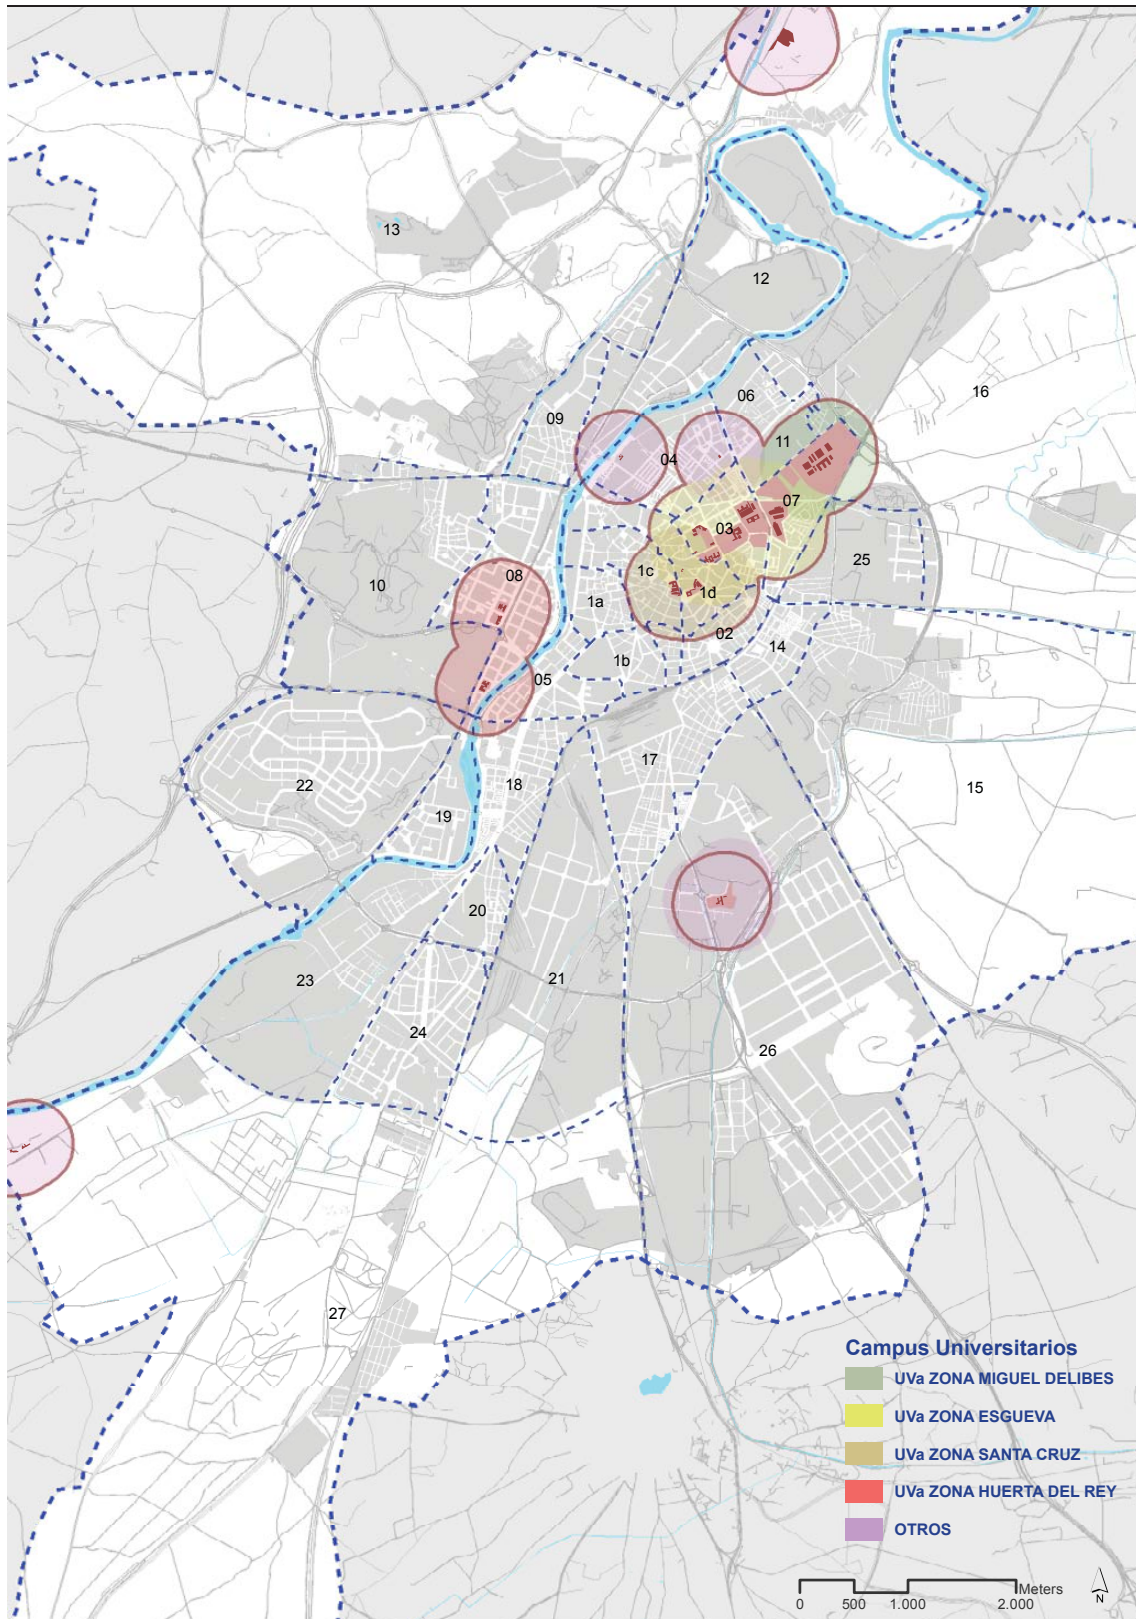 13
12
16
06
09
11
04
07
03
25
1c
08
10
1d
1a
02
14
1b
05
17
22
18
15
19
20
23
21
24
26
27
Campus Universitarios
UVa ZONA MIGUEL DELIBES
UVa ZONA ESGUEVA
UVa ZONA SANTA CRUZ
UVa ZONA HUERTA DEL REY
OTROS
Meters
0 500 1.000 2.000
N